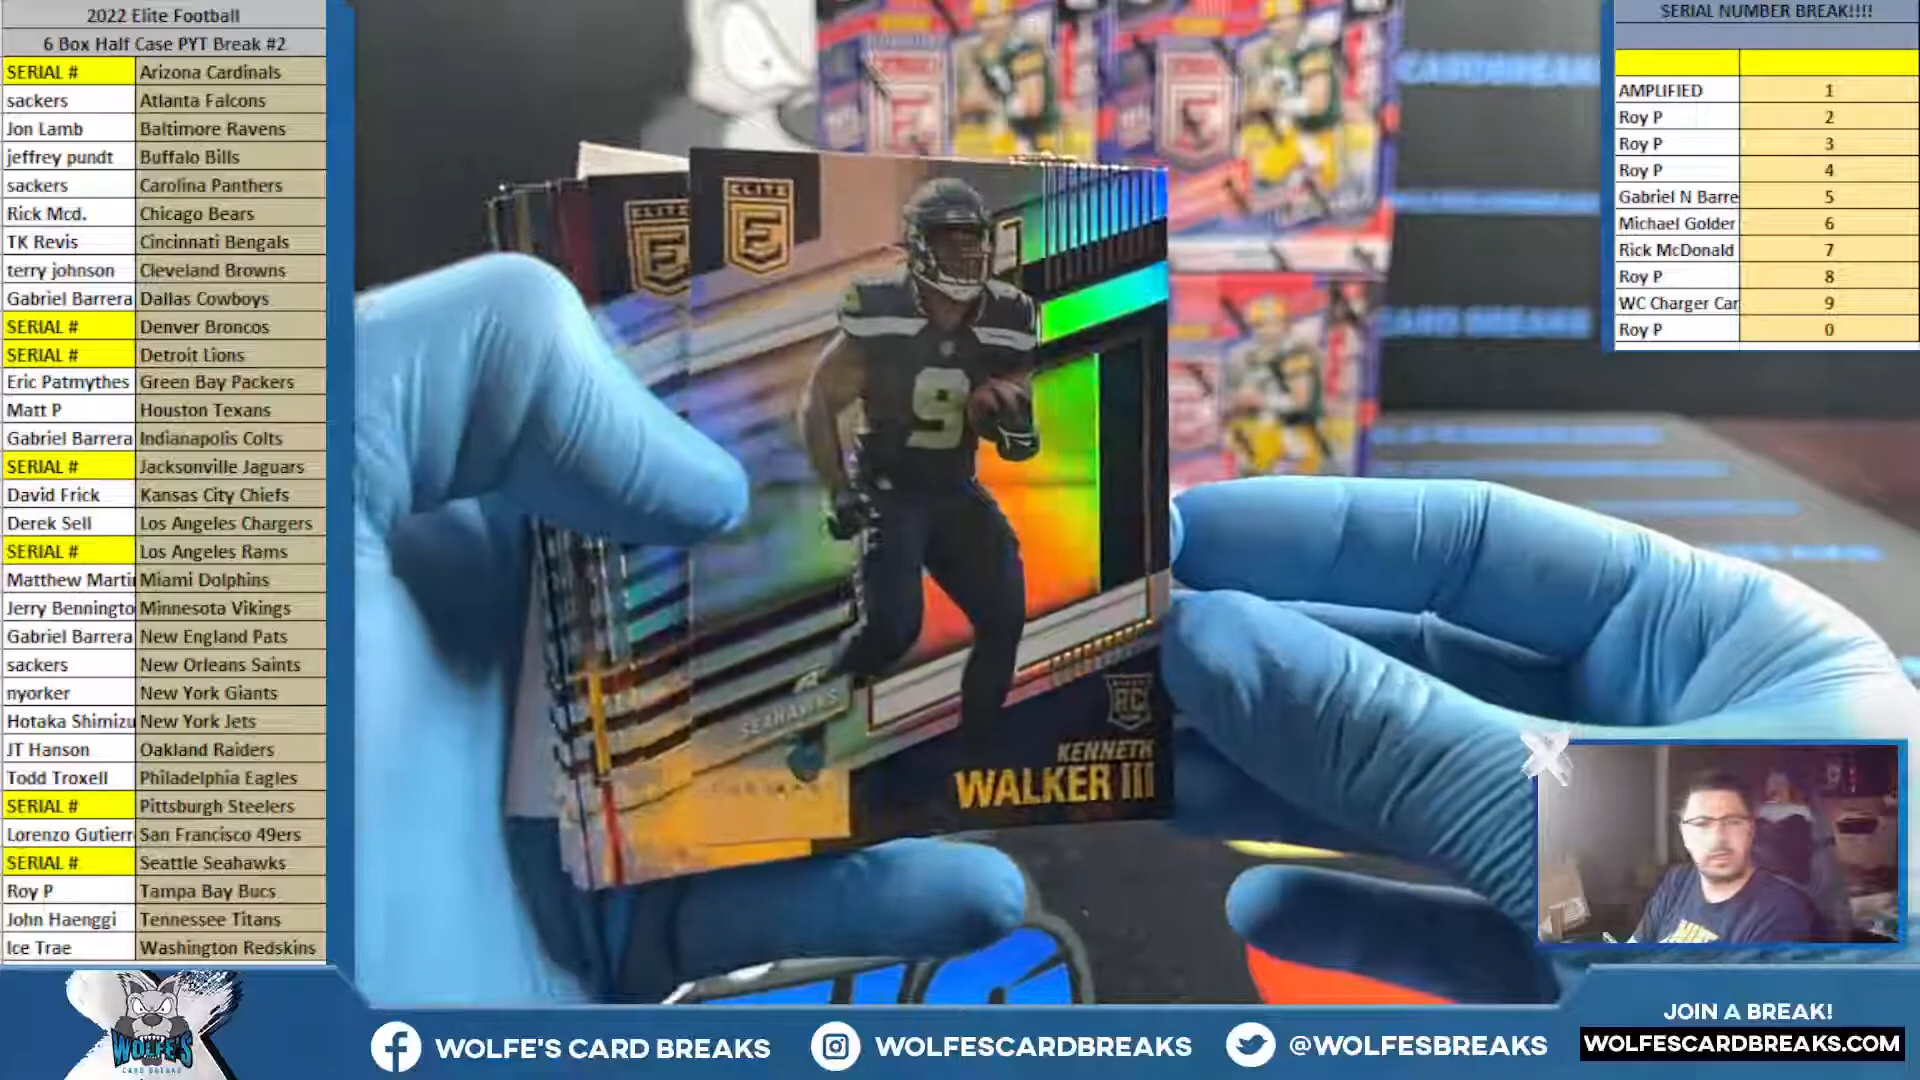 2022 Elite Football
6 Box Half Case PYT Break #2
SERIAL # Arizona Cardinals
sackers Atlanta Falcons
Jon Lamb Baltimore Ravens
jeffrey pundt Buffalo Bills
sackers Carolina Panthers
Rick Mcd. Chicago Bears
TK Revis Cincinnati Bengals
terry johnson Cleveland Browns
Gabriel Barrera Dallas Cowboys
SERIAL # Denver Broncos
SERIAL # Detroit Lions
Eric Patmythes Green Bay Packers
Matt P Houston Texans
Gabriel Barrera Indianapolis Colts
SERIAL # Jacksonville Jaguars
David Frick Kansas City Chiefs
Derek Sell Los Angeles Chargers
SERIAL # Los Angeles Rams
Matthew Marti Miami Dolphins
Jerry Benningto Minnesota Vikings
Gabriel Barrera New England Pats
sackers New Orleans Saints
nyorker New York Giants
Hotaka Shimizu New York Jets
JT Hanson Oakland Raiders
Todd Troxell Philadelphia Eagles
SERIAL # Pittsburgh Steelers
Lorenzo Gutierr San Francisco 49ers
SERIAL # Seattle Seahawks
Roy P Tampa Bay Bucs
John Haenggi Tennessee Titans
Ice Trae Washington Redskins
SERIAL NUMBER BREAK!!!!
AMPLIFIED 1
Roy P 2
Roy P 3
Roy P 4
Gabriel N Barre 5
Michael Golder 6
Rick McDonald 7
Roy P 8
WC Charger Car 9
Roy P 0
ELITE
E
ELITE
E
9
SEAHAWKS
RC
KENNETH
WALKER III
CARD BREAKS
WOLFE'S
CARD BREAKS
WOLFE'S CARD BREAKS
WOLFESCARDBREAKS
@WOLFESBREAKS
JOIN A BREAK!
WOLFESCARDBREAKS.COM